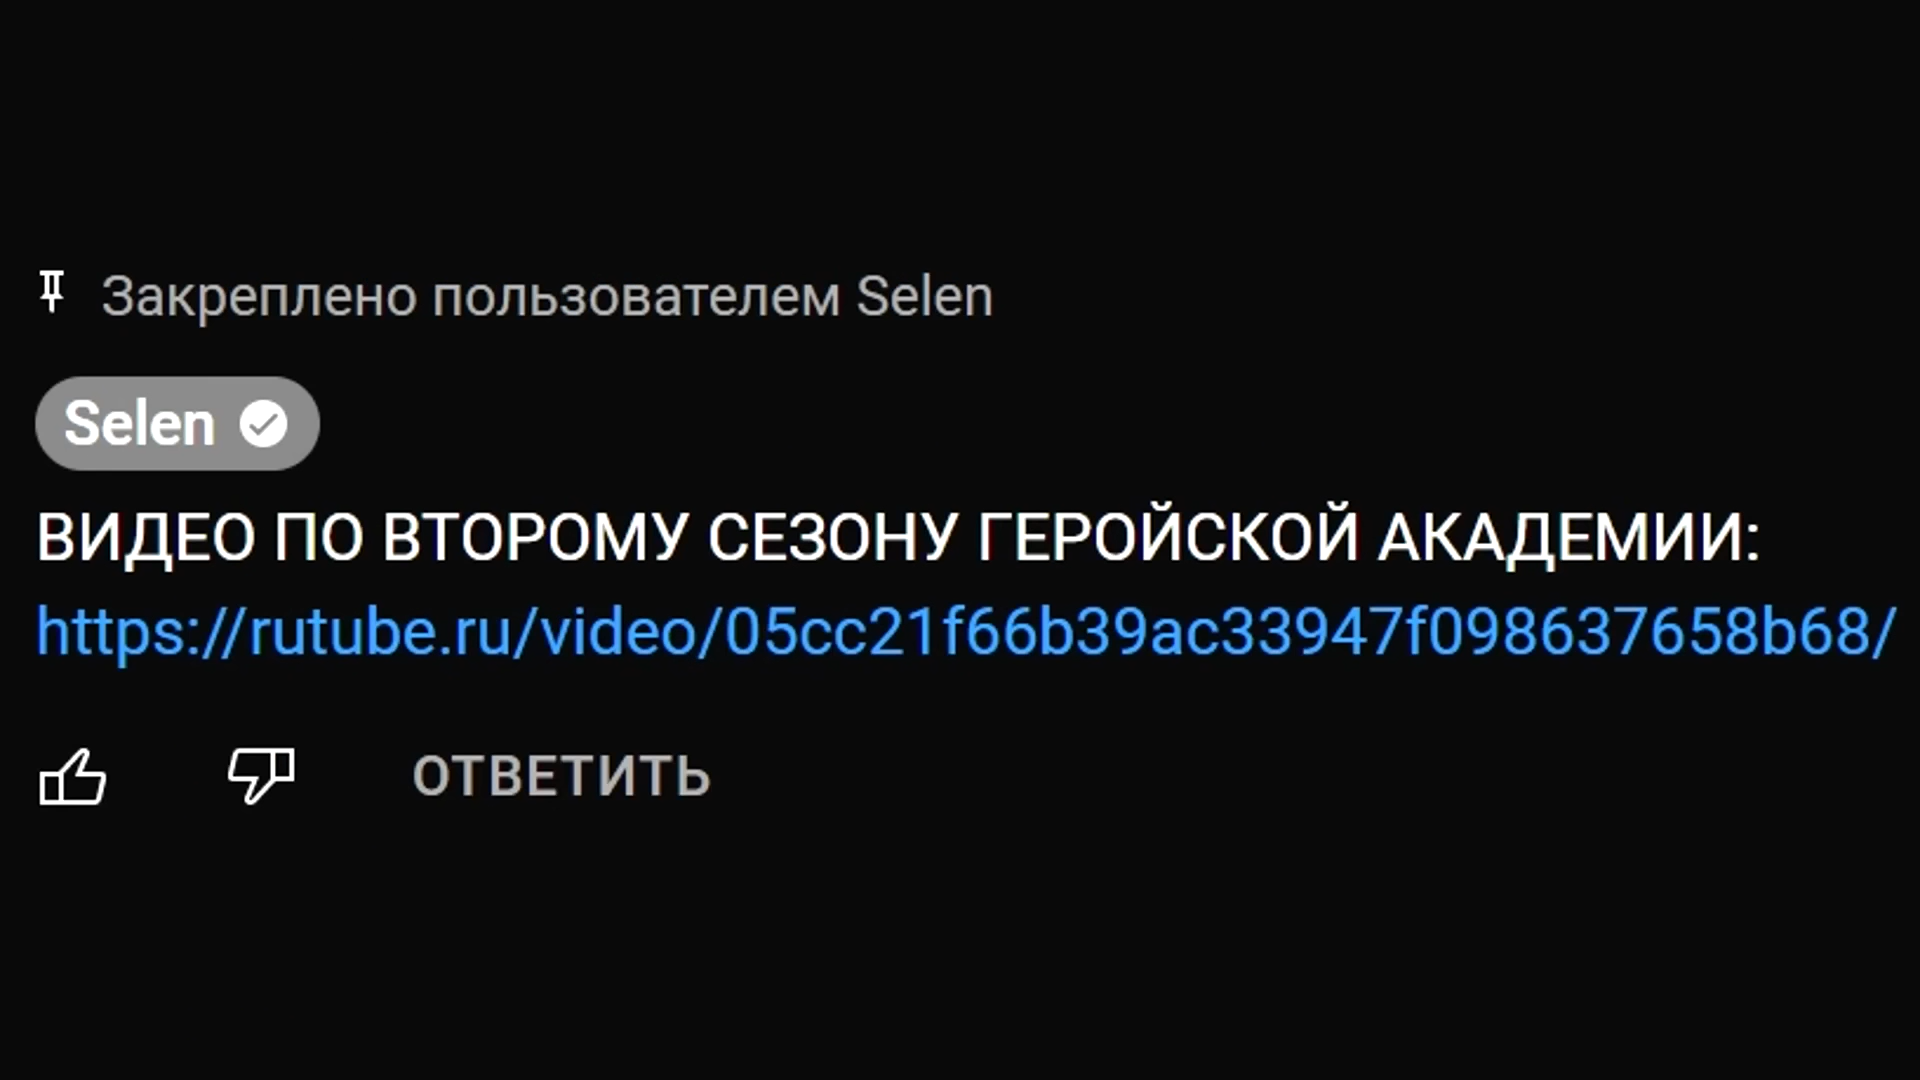 Закреплено пользователем Selen
Selen
ВИДЕО ПО ВТОРОМУ СЕЗОНУ ГЕРОЙСКОЙ АКАДЕМИИ:
https://rutube.ru/video/05cc21f66b39ac33947f098637658b68/
ОТВЕТИТЬ